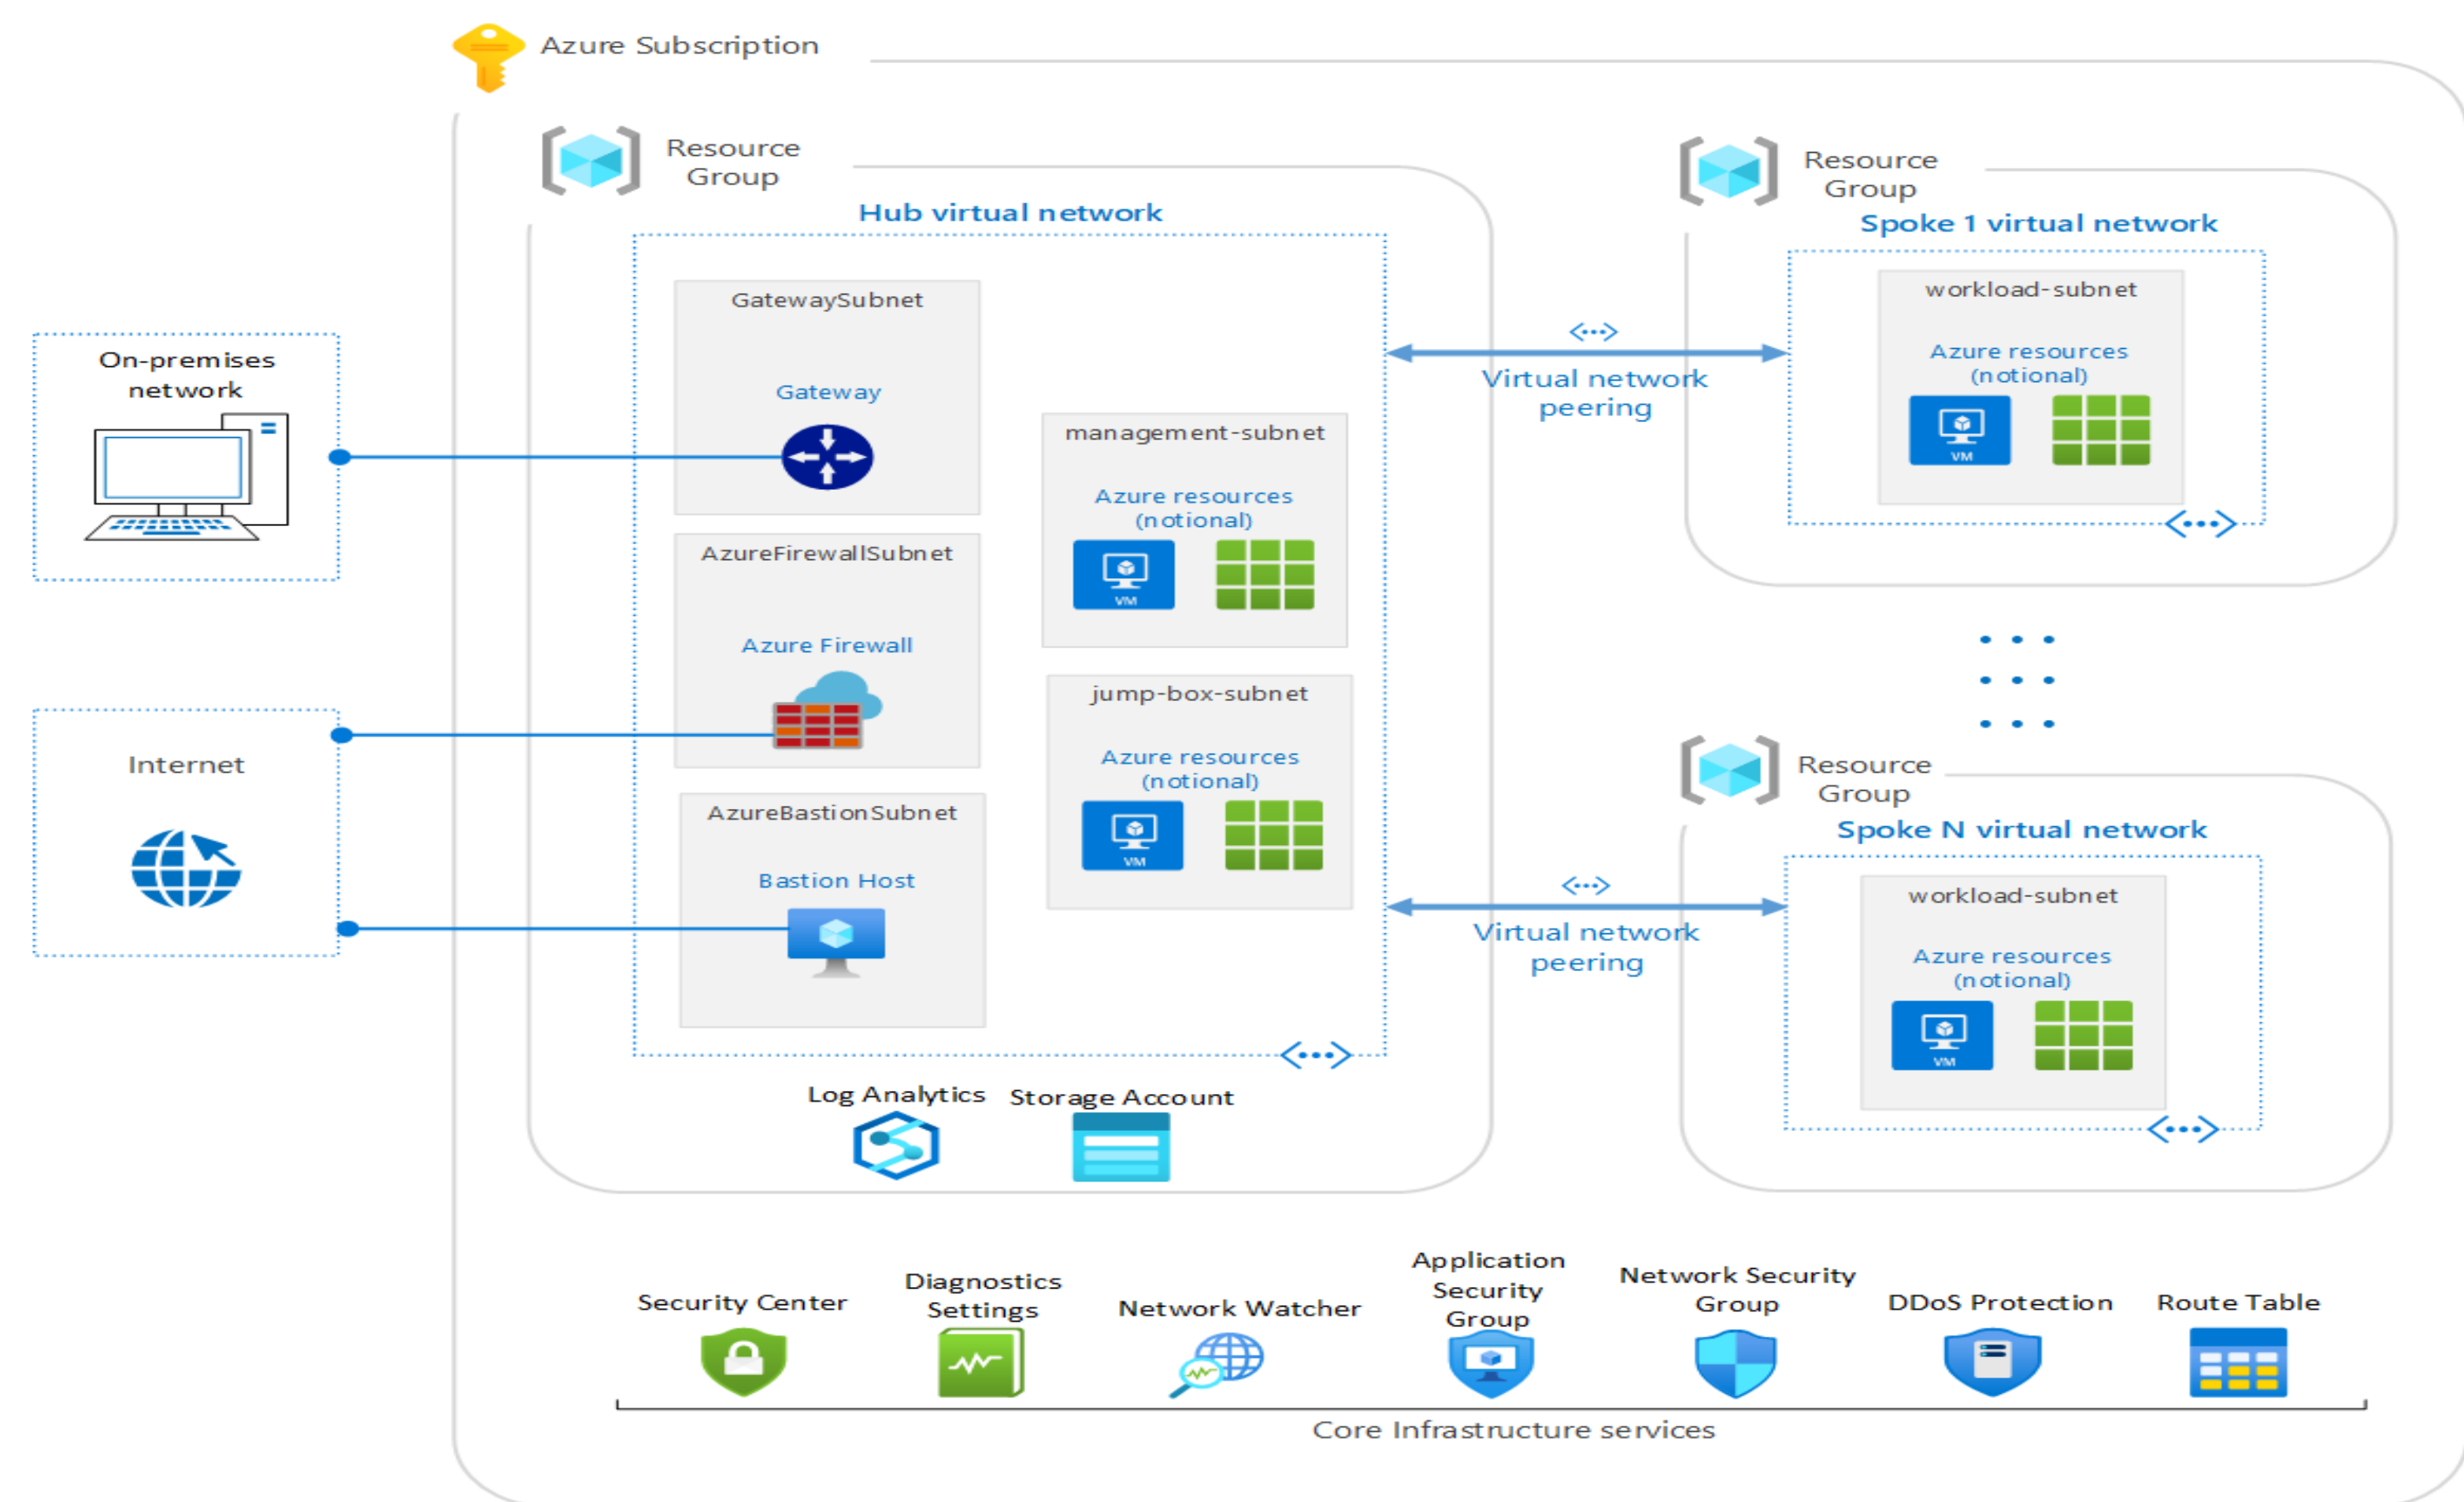 Azure Subscription
Resource
Group
Hub virtual network
GatewaySubnet
Gateway
AzureFirewallSubnet
Azure Firewall
AzureBastionSubnet
Bastion Host
management-subnet
Azure resources
(notional)
VM
jump-box-subnet
Azure resources
(notional)
VM
Log Analytics
Storage Account
On-premises
network
Internet
Virtual network
peering
Virtual network
peering
Resource
Group
Spoke 1 virtual network
workload-subnet
Azure resources
(notional)
VM
Resource
Group
Spoke N virtual network
workload-subnet
Azure resources
(notional)
VM
Security Center
Diagnostics
Settings
Network Watcher
Application
Security
Group
Network Security
Group
DDoS Protection
Route Table
Core Infrastructure services